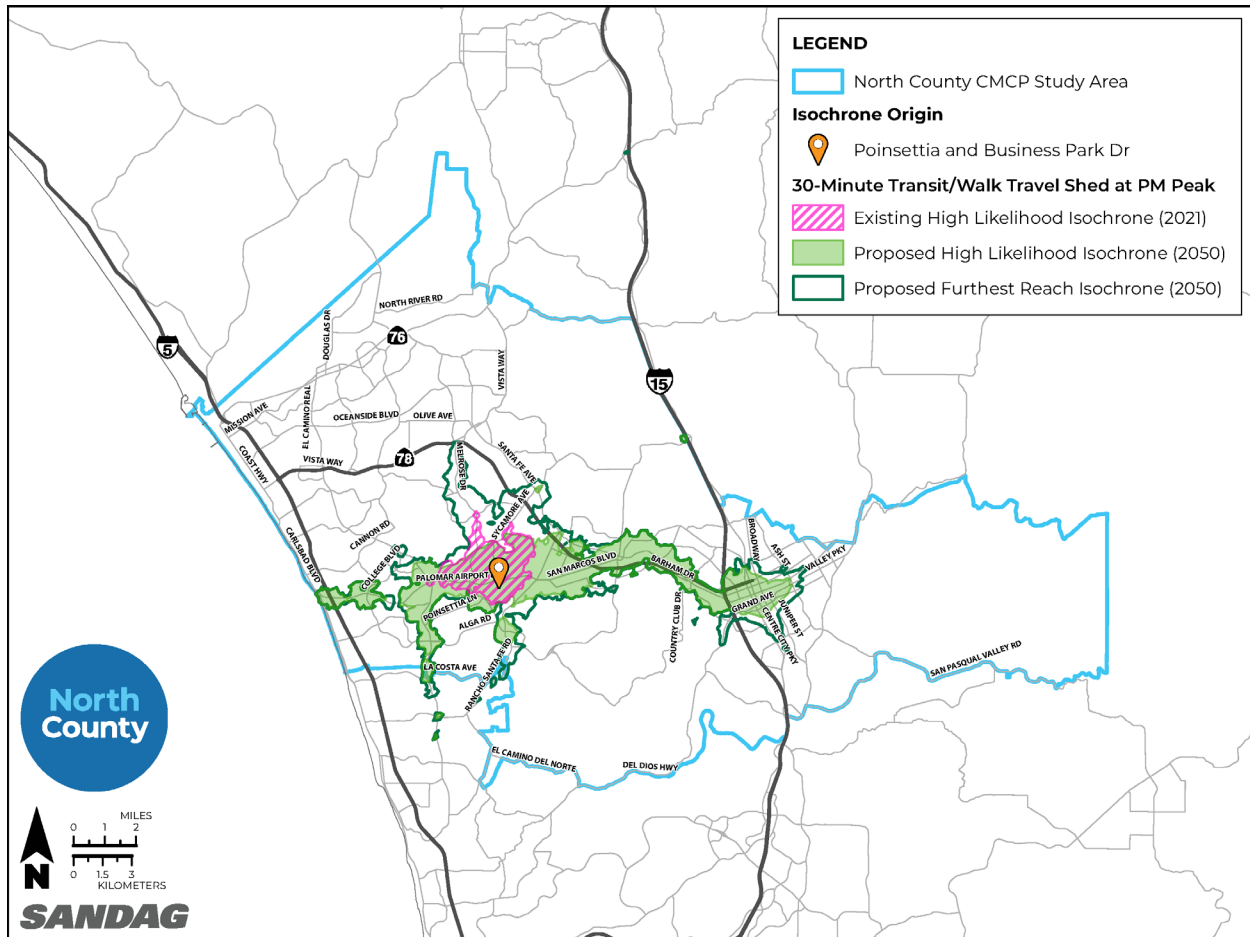 LEGEND
North County CMCP Study Area
Isochrone Origin
Poinsettia and Business Park Dr
30-Minute Transit/Walk Travel Shed at PM Peak
Existing High Likelihood Isochrone (2021)
Proposed High Likelihood Isochrone (2050)
Proposed Furthest Reach Isochrone (2050)
NORTH RIVER RD
DOUGLAS DR
76
5
VISTA WAY
15
EL CAMINO REAL
MISSION AVE
OCEANSIDE BLVD
OLIVE AVE
COAST HWY
VISTA WAY
78
MELROSE DR
SANTA FE AVE
SYCAMORE AVE
CANNON RD
CARLSBAD BLVD
COLLEGE BLVD
PALOMAR AIRPORT
SAN MARCOS BLVD
BARHAM DR
BROADWAY
ASH ST
VALLEY PKY
POINSETTIA LN
ALGA RD
GRAND AVE
JUNIPER ST
CENTRE CITY PKY
COUNTRY CLUB DR
LA COSTA AVE
RANCHO SANTA FE RD
SAN PASQUAL VALLEY RD
EL CAMINO DEL NORTE
DEL DIOS HWY
North
County
MILES
0 1 2
0 1.5 3
KILOMETERS
N
SANDAG